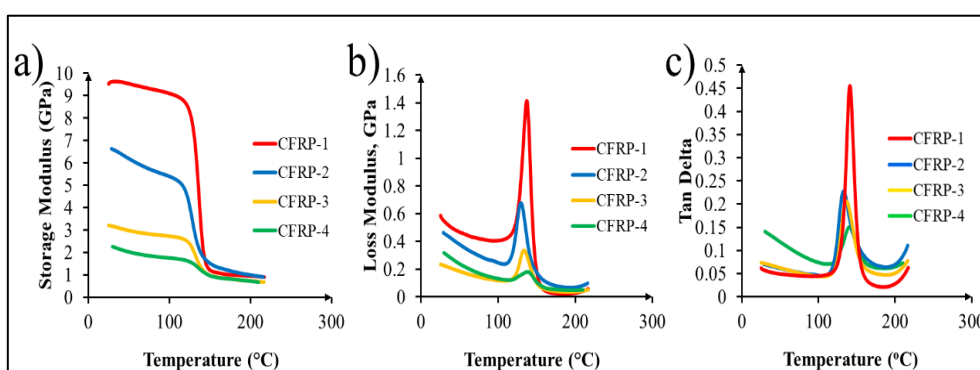 a)
Storage Modulus (GPa)
10
9
8
7
6
5
4
3
2
1
0
0 100 200 300
Temperature (°C)
CFRP-1
CFRP-2
CFRP-3
CFRP-4
b)
Loss Modulus, GPa
1.6
1.4
1.2
1
0.8
0.6
0.4
0.2
0
0 100 200 300
Temperature (°C)
CFRP-1
CFRP-2
CFRP-3
CFRP-4
c)
Tan Delta
0.5
0.45
0.4
0.35
0.3
0.25
0.2
0.15
0.1
0.05
0
0 100 200 300
Temperature (⁰C)
CFRP-1
CFRP-2
CFRP-3
CFRP-4